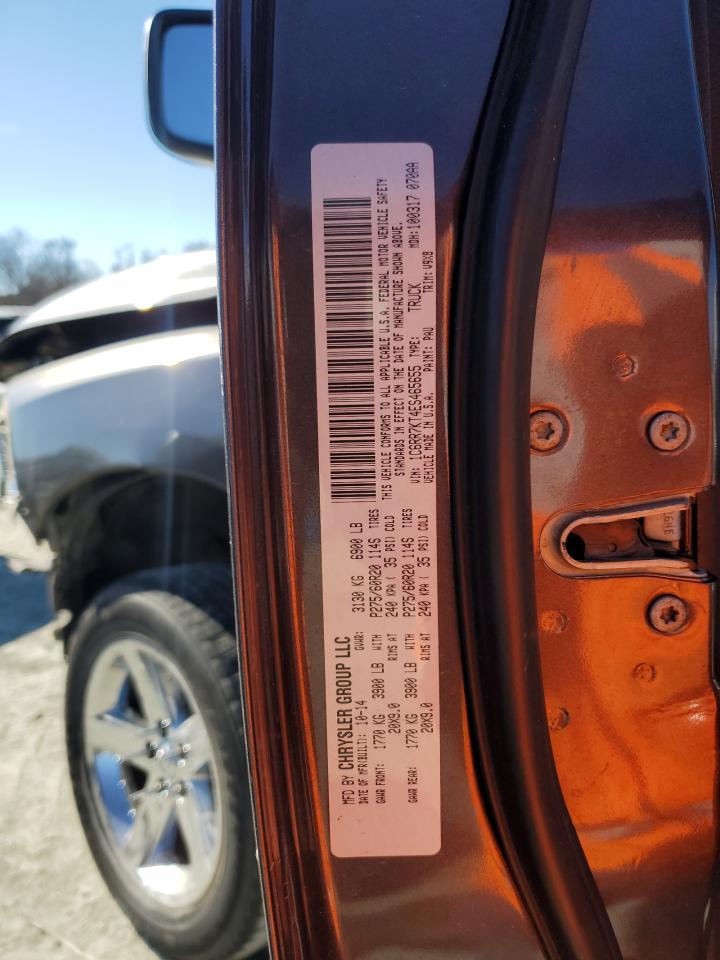 MFD BY CHRYSLER GROUP LLC
DATE OF MFR(BUILT): 10-14 GVWR: 3130 KG 6900 LB
GAWR FRONT: 1770 KG 3900 LB WITH P275/60R20 114S TIRES
20X9.0 RIMS AT 240 KPA ( 35 PSI) COLD
GAWR REAR: 1770 KG 3900 LB WITH P275/60R20 114S TIRES
20X9.0 RIMS AT 240 KPA ( 35 PSI) COLD
THIS VEHICLE CONFORMS TO ALL APPLICABLE U.S.A. FEDERAL MOTOR VEHICLE SAFETY
STANDARDS IN EFFECT ON THE DATE OF MANUFACTURE SHOWN ABOVE.
VIN: 1C6RR7KT4ES465655 TYPE: TRUCK MDH: 100317 070AA
VEHICLE MADE IN U.S.A. PAINT: PAU TRIM: V9X8